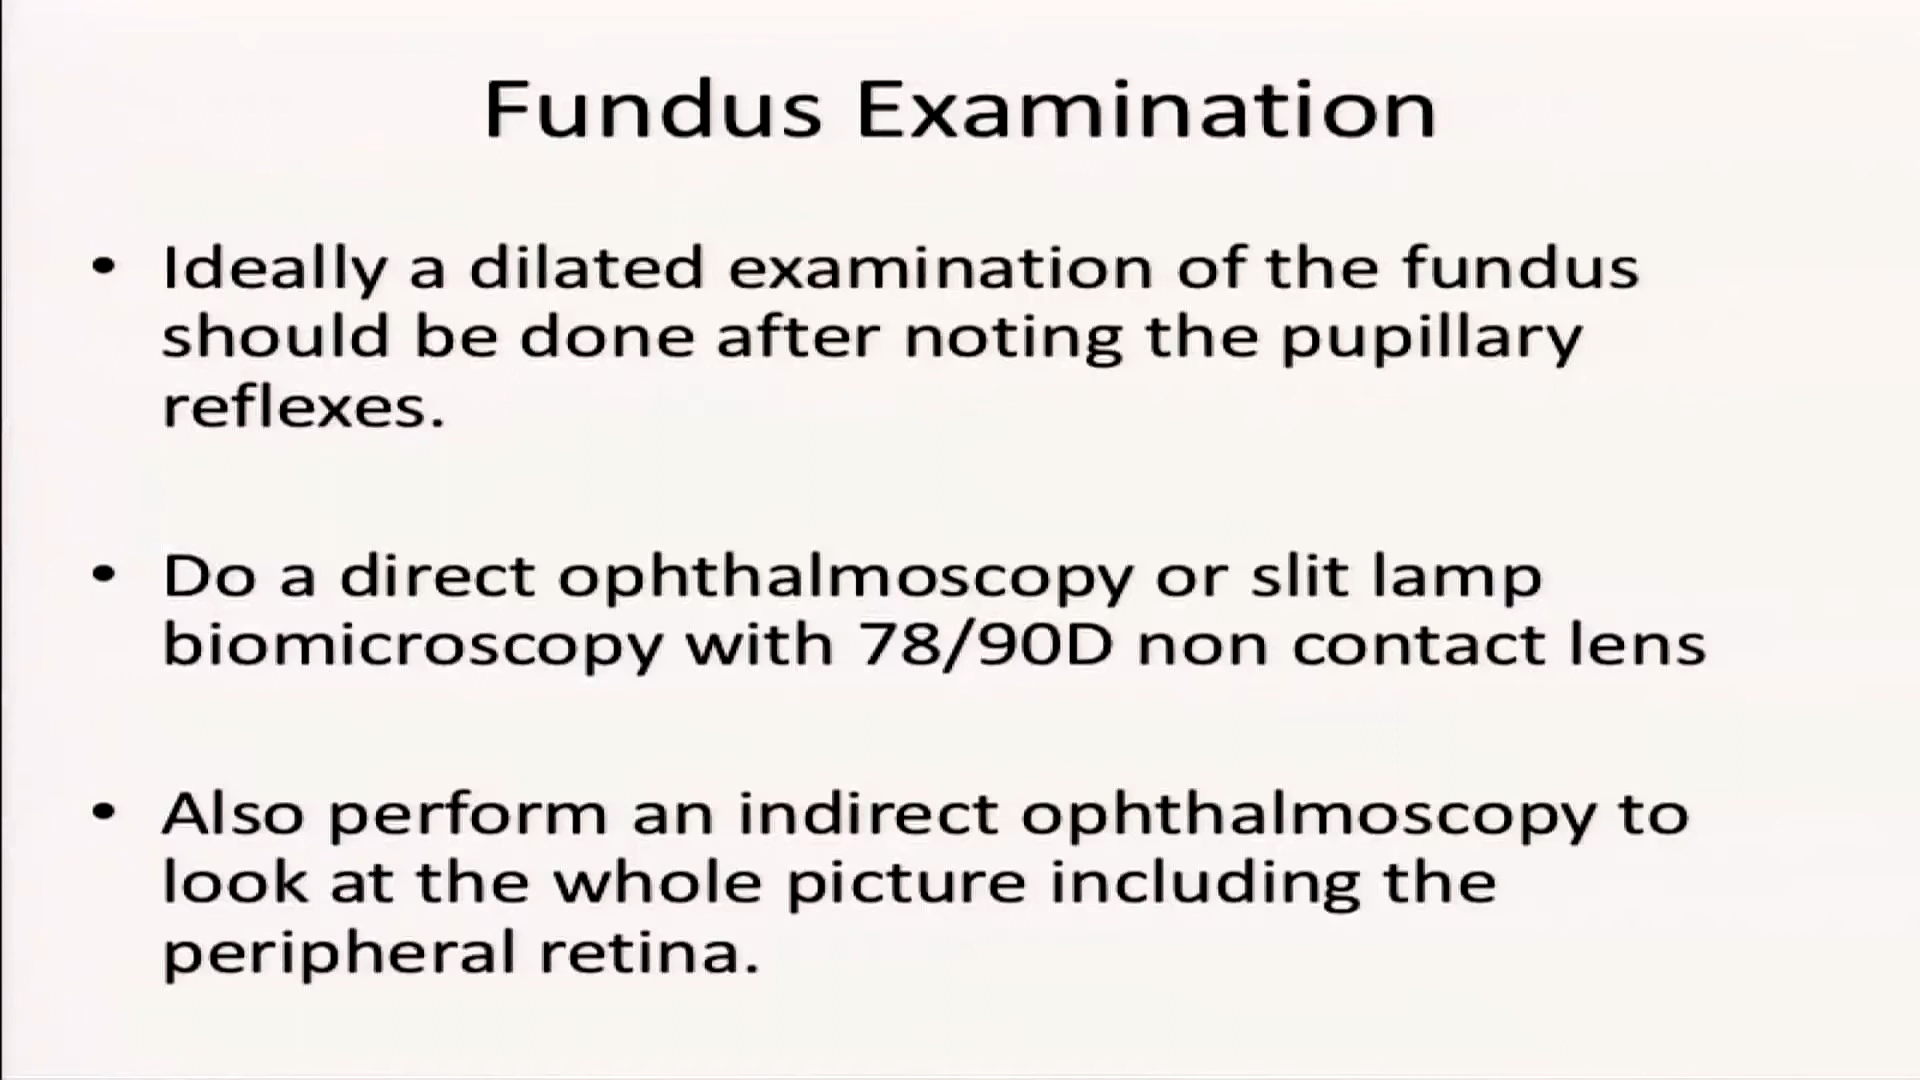 Fundus Examination
• Ideally a dilated examination of the fundus
should be done after noting the pupillary
reflexes.
• Do a direct ophthalmoscopy or slit lamp
biomicroscopy with 78/90D non contact lens
• Also perform an indirect ophthalmoscopy to
look at the whole picture including the
peripheral retina.